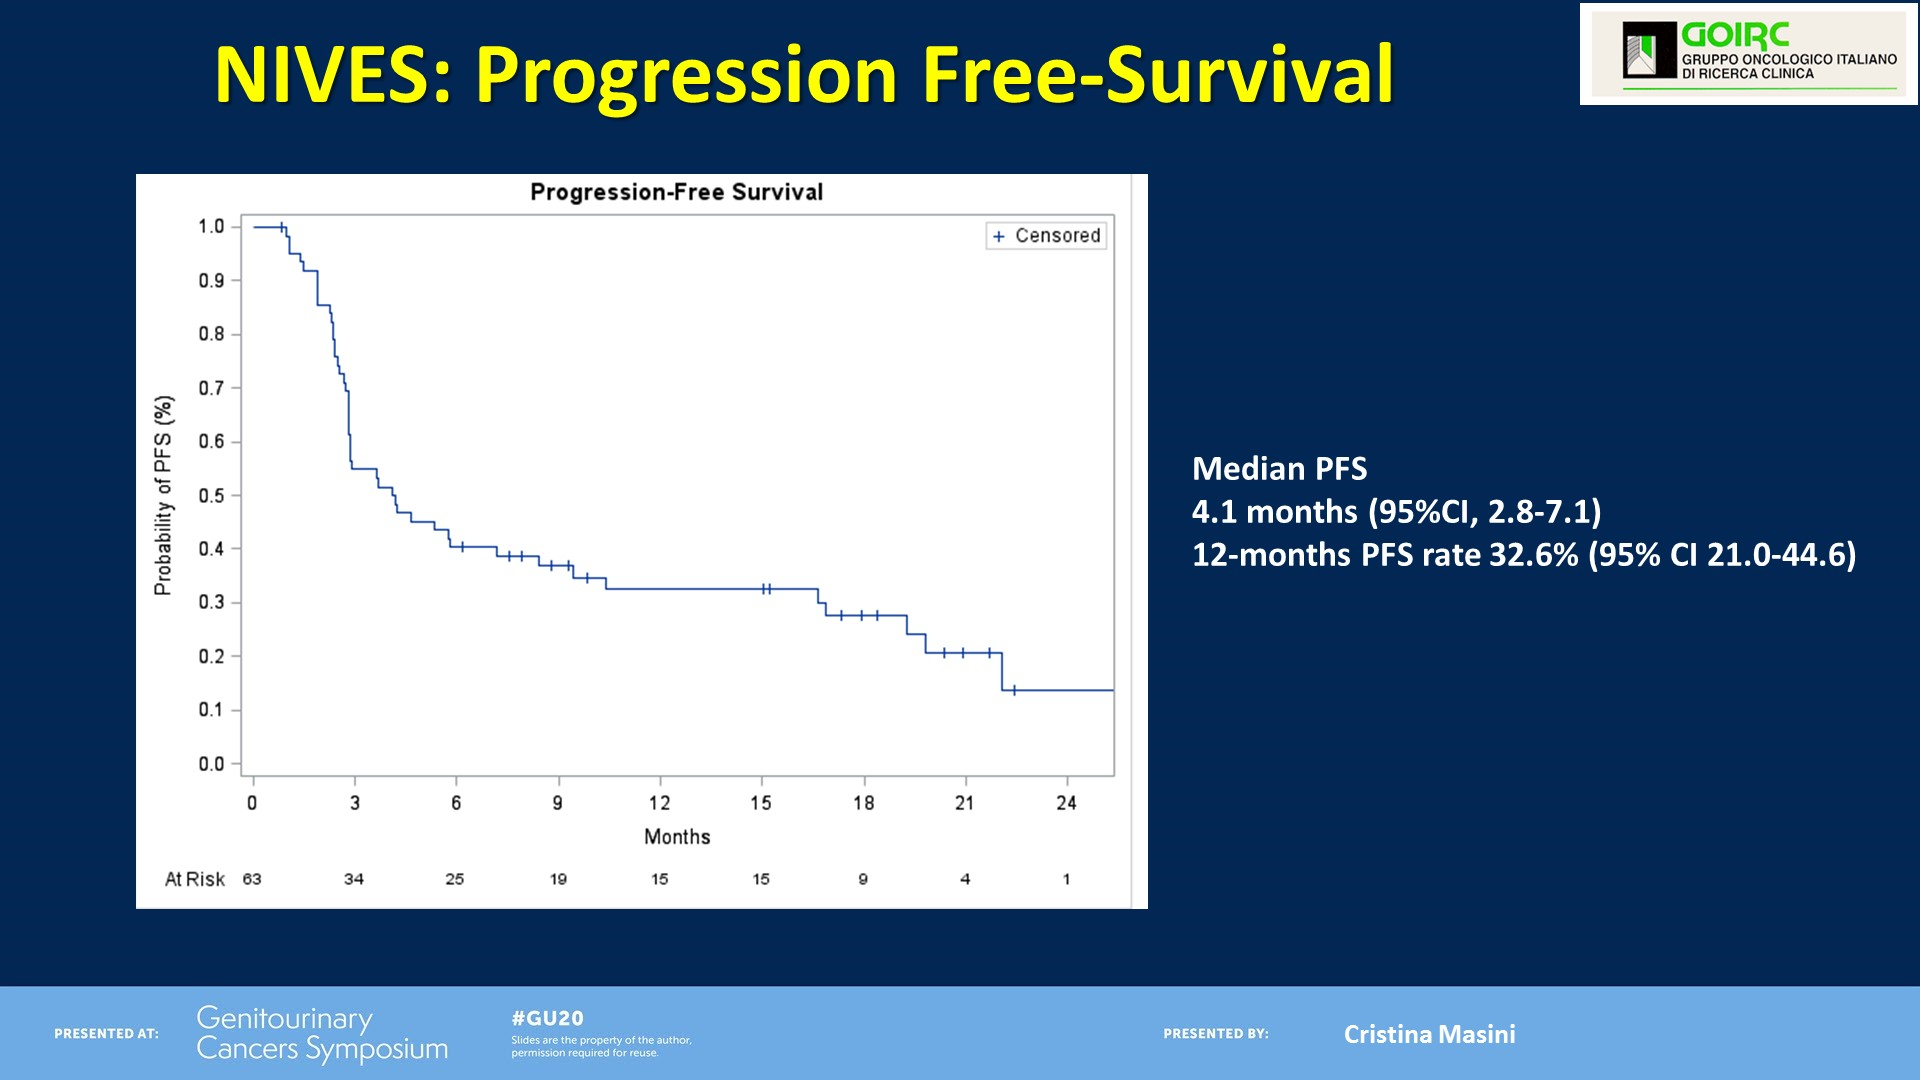 NIVES: Progression Free-Survival
GOIRC
GRUPPO ONCOLOGICO ITALIANO
DI RICERCA CLINICA
Progression-Free Survival
+ Censored
Probability of PFS (%)
1.0
0.9
0.8
0.7
0.6
0.5
0.4
0.3
0.2
0.1
0.0
0 3 6 9 12 15 18 21 24
Months
At Risk 63 34 25 19 15 15 9 4 1
Median PFS
4.1 months (95%CI, 2.8-7.1)
12-months PFS rate 32.6% (95% CI 21.0-44.6)
PRESENTED AT:
Genitourinary
Cancers Symposium
#GU20
Slides are the property of the author,
permission required for reuse.
PRESENTED BY:
Cristina Masini